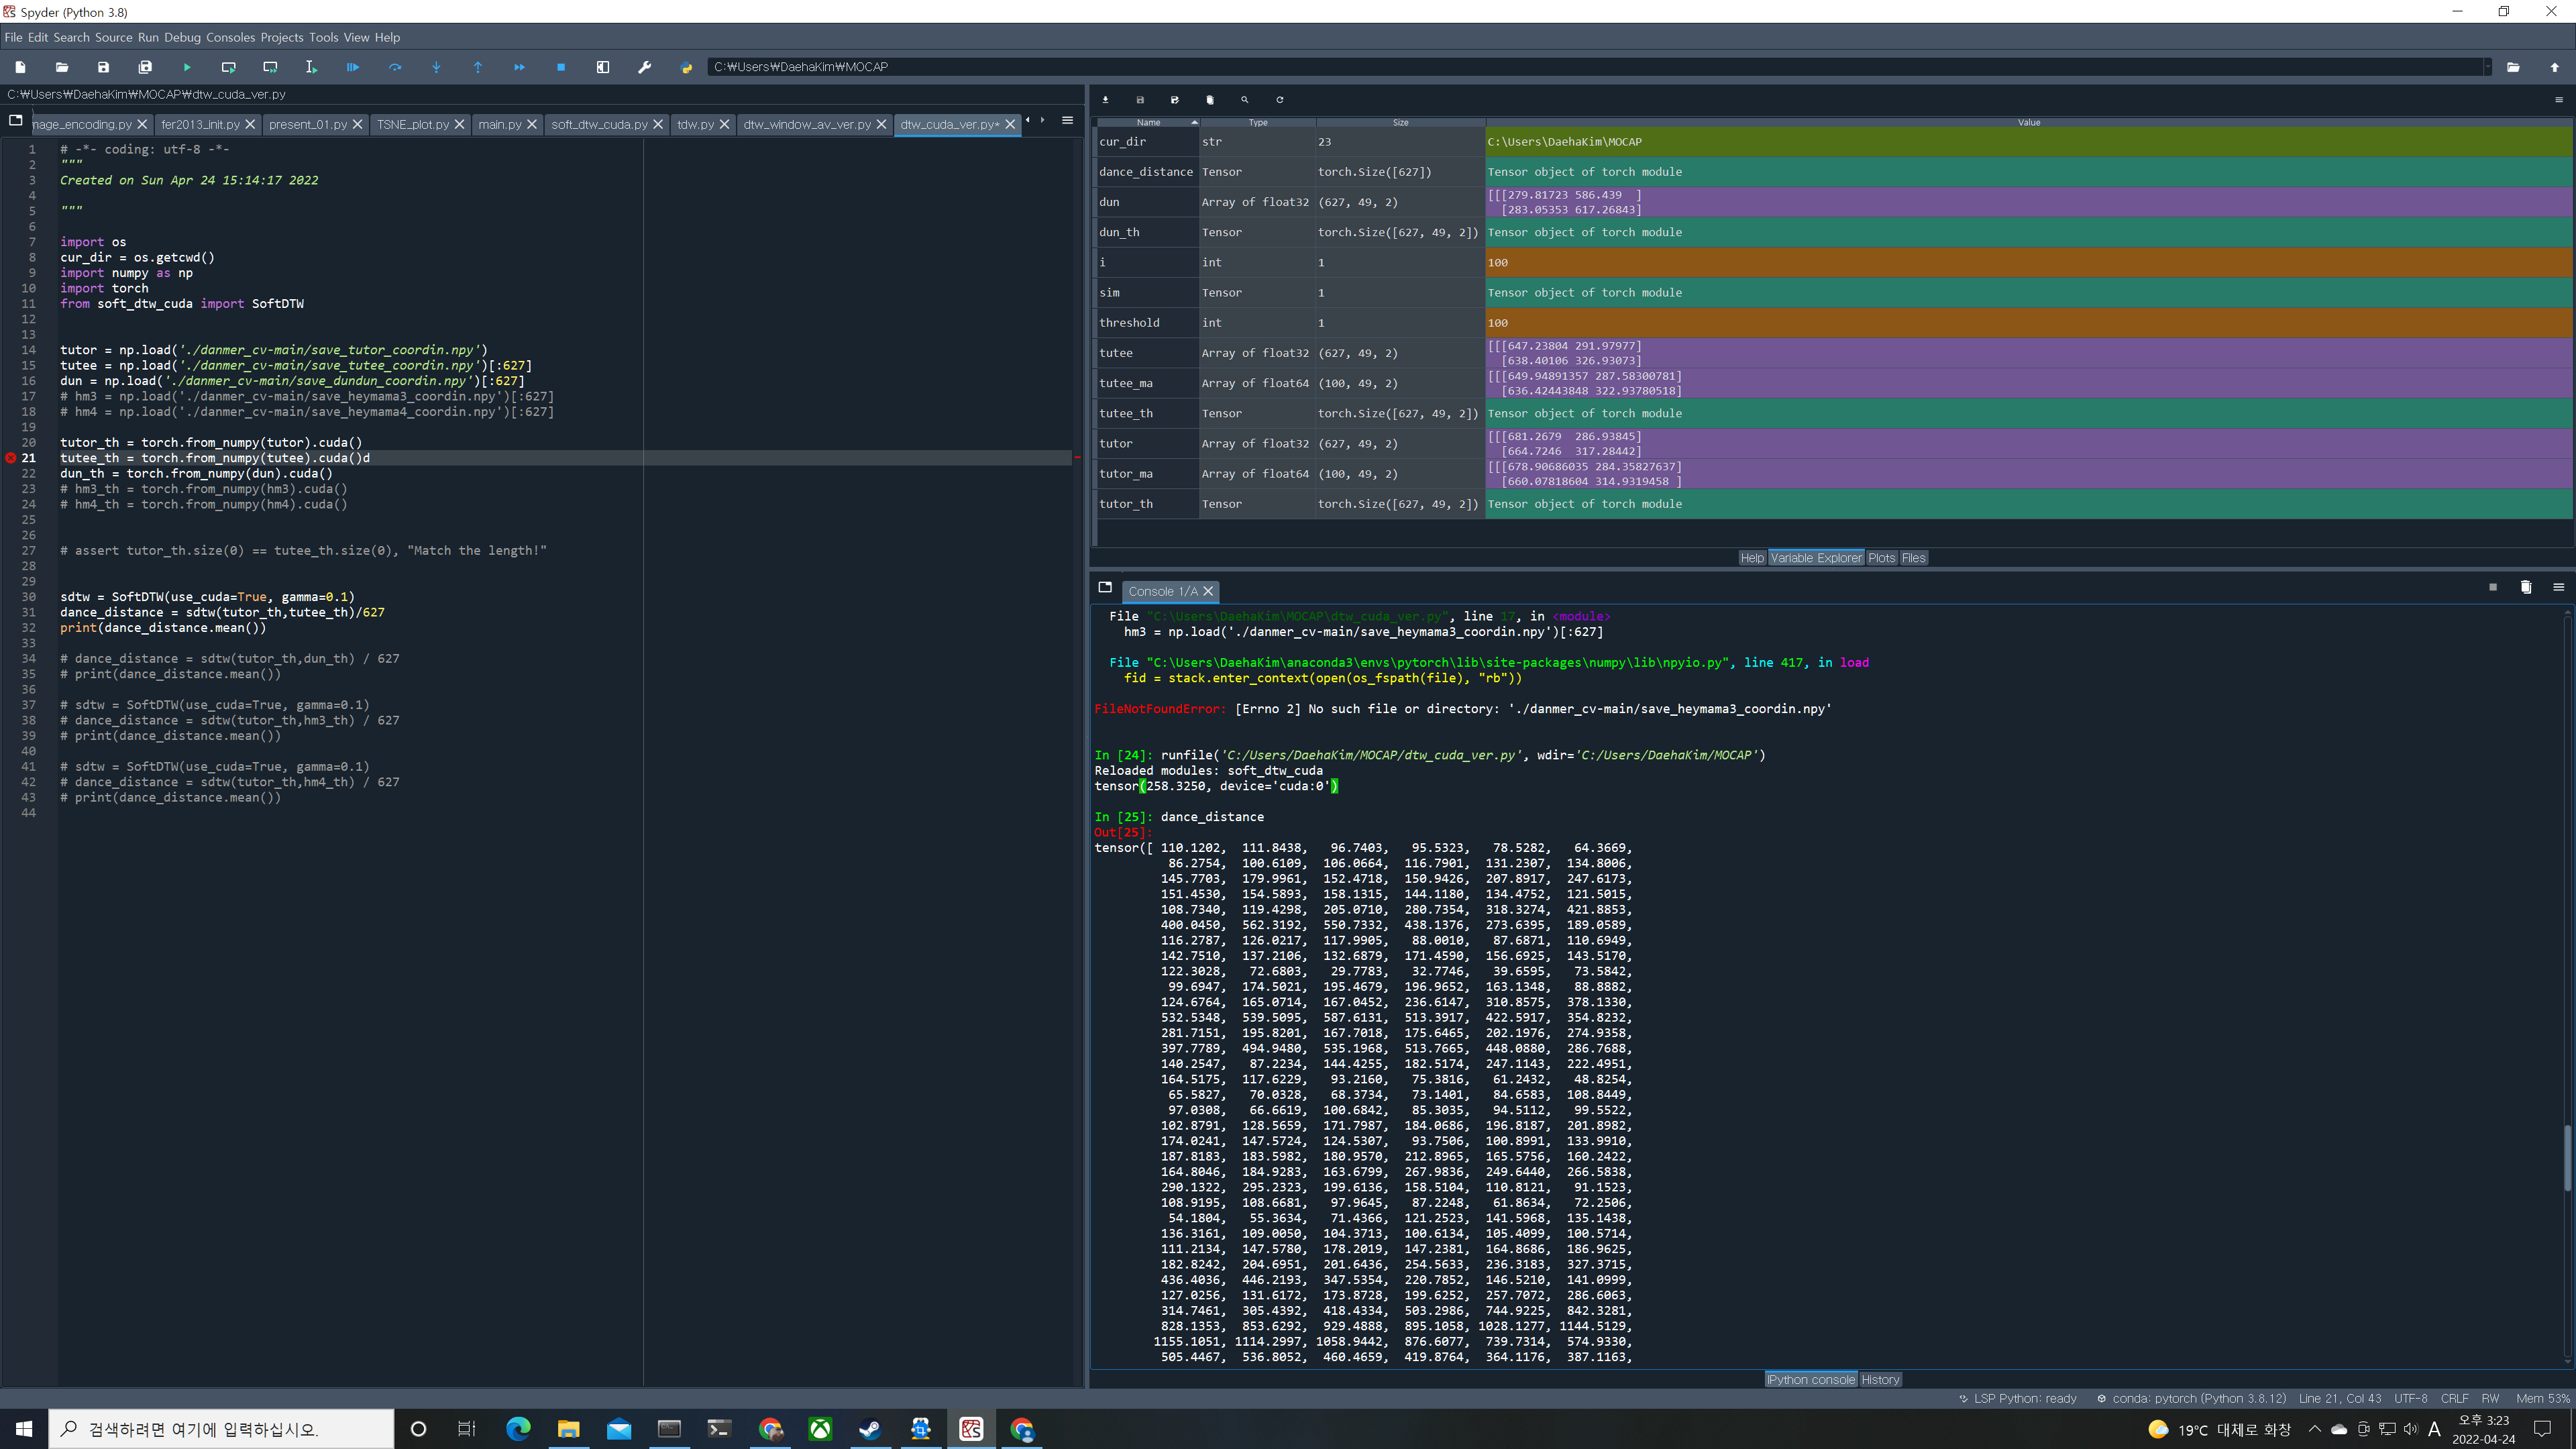 Spyder (Python 3.8)
File Edit Search Source Run Debug Consoles Projects Tools View Help
C:₩Users₩DaehaKim₩MOCAP
C:₩Users₩DaehaKim₩MOCAP₩dtw_cuda_ver.py
mage_encoding.py fer2013_init.py present_01.py TSNE_plot.py main.py soft_dtw_cuda.py tdw.py dtw_window_av_ver.py dtw_cuda_ver.py*
1 # -*- coding: utf-8 -*-
2 """
3 Created on Sun Apr 24 15:14:17 2022
4
5 """
6
7 import os
8 cur_dir = os.getcwd()
9 import numpy as np
10 import torch
11 from soft_dtw_cuda import SoftDTW
12
13
14 tutor = np.load('./danmer_cv-main/save_tutor_coordin.npy')
15 tutee = np.load('./danmer_cv-main/save_tutee_coordin.npy')[:627]
16 dun = np.load('./danmer_cv-main/save_dundun_coordin.npy')[:627]
17 # hm3 = np.load('./danmer_cv-main/save_heymama3_coordin.npy')[:627]
18 # hm4 = np.load('./danmer_cv-main/save_heymama4_coordin.npy')[:627]
19
20 tutor_th = torch.from_numpy(tutor).cuda()
21 tutee_th = torch.from_numpy(tutee).cuda()d
22 dun_th = torch.from_numpy(dun).cuda()
23 # hm3_th = torch.from_numpy(hm3).cuda()
24 # hm4_th = torch.from_numpy(hm4).cuda()
25
26
27 # assert tutor_th.size(0) == tutee_th.size(0), "Match the length!"
28
29
30 sdtw = SoftDTW(use_cuda=True, gamma=0.1)
31 dance_distance = sdtw(tutor_th,tutee_th)/627
32 print(dance_distance.mean())
33
34 # dance_distance = sdtw(tutor_th,dun_th) / 627
35 # print(dance_distance.mean())
36
37 # sdtw = SoftDTW(use_cuda=True, gamma=0.1)
38 # dance_distance = sdtw(tutor_th,hm3_th) / 627
39 # print(dance_distance.mean())
40
41 # sdtw = SoftDTW(use_cuda=True, gamma=0.1)
42 # dance_distance = sdtw(tutor_th,hm4_th) / 627
43 # print(dance_distance.mean())
44
Name Type Size Value
cur_dir str 23 C:\Users\DaehaKim\MOCAP
dance_distance Tensor torch.Size([627]) Tensor object of torch module
dun Array of float32 (627, 49, 2) [[[279.81723 586.439  ]
[283.05353 617.26843]
dun_th Tensor torch.Size([627, 49, 2]) Tensor object of torch module
i int 1 100
sim Tensor 1 Tensor object of torch module
threshold int 1 100
tutee Array of float32 (627, 49, 2) [[[647.23804 291.97977]
[638.40106 326.93073]
tutee_ma Array of float64 (100, 49, 2) [[[649.94891357 287.58300781]
[636.42443848 322.93780518]
tutee_th Tensor torch.Size([627, 49, 2]) Tensor object of torch module
tutor Array of float32 (627, 49, 2) [[[681.2679  286.93845]
[664.7246  317.28442]
tutor_ma Array of float64 (100, 49, 2) [[[678.90686035 284.35827637]
[660.07818604 314.9319458 ]
tutor_th Tensor torch.Size([627, 49, 2]) Tensor object of torch module
Help Variable Explorer Plots Files
Console 1/A
File "C:\Users\DaehaKim\MOCAP\dtw_cuda_ver.py", line 17, in <module>
hm3 = np.load('./danmer_cv-main/save_heymama3_coordin.npy')[:627]
File "C:\Users\DaehaKim\anaconda3\envs\pytorch\lib\site-packages\numpy\lib\npyio.py", line 417, in load
fid = stack.enter_context(open(os_fspath(file), "rb"))
FileNotFoundError: [Errno 2] No such file or directory: './danmer_cv-main/save_heymama3_coordin.npy'
In [24]: runfile('C:/Users/DaehaKim/MOCAP/dtw_cuda_ver.py', wdir='C:/Users/DaehaKim/MOCAP')
Reloaded modules: soft_dtw_cuda
tensor(258.3250, device='cuda:0')
In [25]: dance_distance
Out[25]:
tensor([ 110.1202, 111.8438, 96.7403, 95.5323, 78.5282, 64.3669,
86.2754, 100.6109, 106.0664, 116.7901, 131.2307, 134.8006,
145.7703, 179.9961, 152.4718, 150.9426, 207.8917, 247.6173,
151.4530, 154.5893, 158.1315, 144.1180, 134.4752, 121.5015,
108.7340, 119.4298, 205.0710, 280.7354, 318.3274, 421.8853,
400.0450, 562.3192, 550.7332, 438.1376, 273.6395, 189.0589,
116.2787, 126.0217, 117.9905, 88.0010, 87.6871, 110.6949,
142.7510, 137.2106, 132.6879, 171.4590, 156.6925, 143.5170,
122.3028, 72.6803, 29.7783, 32.7746, 39.6595, 73.5842,
99.6947, 174.5021, 195.4679, 196.9652, 163.1348, 88.8882,
124.6764, 165.0714, 167.0452, 236.6147, 310.8575, 378.1330,
532.5348, 539.5095, 587.6131, 513.3917, 422.5917, 354.8232,
281.7151, 195.8201, 167.7018, 175.6465, 202.1976, 274.9358,
397.7789, 494.9480, 535.1968, 513.7665, 448.0880, 286.7688,
140.2547, 87.2234, 144.4255, 182.5174, 247.1143, 222.4951,
164.5175, 117.6229, 93.2160, 75.3816, 61.2432, 48.8254,
65.5827, 70.0328, 68.3734, 73.1401, 84.6583, 108.8449,
97.0308, 66.6619, 100.6842, 85.3035, 94.5112, 99.5522,
102.8791, 128.5659, 171.7987, 184.0686, 196.8187, 201.8982,
174.0241, 147.5724, 124.5307, 93.7506, 100.8991, 133.9910,
187.8183, 183.5982, 180.9570, 212.8965, 165.5756, 160.2422,
164.8046, 184.9283, 163.6799, 267.9836, 249.6440, 266.5838,
290.1322, 295.2323, 199.6136, 158.5104, 110.8121, 91.1523,
108.9195, 108.6681, 97.9645, 87.2248, 61.8634, 72.2506,
54.1804, 55.3634, 71.4366, 121.2523, 141.5968, 135.1438,
136.3161, 109.0050, 104.3713, 100.6134, 105.4099, 100.5714,
111.2134, 147.5780, 178.2019, 147.2381, 164.8686, 186.9625,
182.8242, 204.6951, 201.6436, 254.5633, 236.3183, 327.3715,
436.4036, 446.2193, 347.5354, 220.7852, 146.5210, 141.0999,
127.0256, 131.6172, 173.8728, 199.6252, 257.7072, 286.6063,
314.7461, 305.4392, 418.4334, 503.2986, 744.9225, 842.3281,
828.1353, 853.6292, 929.4888, 895.1058, 1028.1277, 1144.5129,
1155.1051, 1114.2997, 1058.9442, 876.6077, 739.7314, 574.9330,
505.4467, 536.8052, 460.4659, 419.8764, 364.1176, 387.1163,
IPython console History
LSP Python: ready conda: pytorch (Python 3.8.12) Line 21, Col 43 UTF-8 CRLF RW Mem 53%
검색하려면 여기에 입력하십시오.
19°C 대체로 화창 A 오후 3:23
2022-04-24